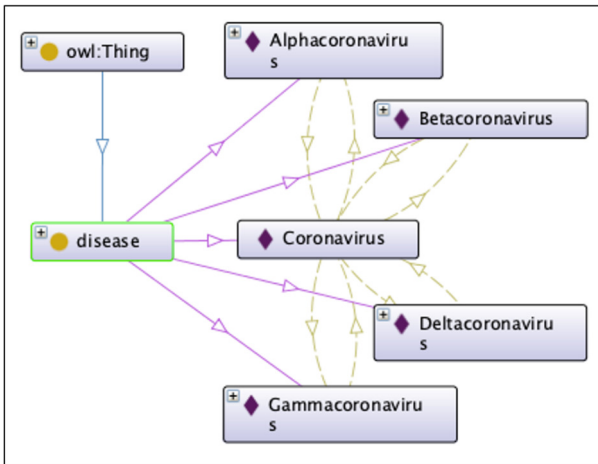 owl:Thing
Alphacoronaviru
s
Betacoronavirus
disease
Coronavirus
Deltacoronaviru
s
Gammacoronaviru
s